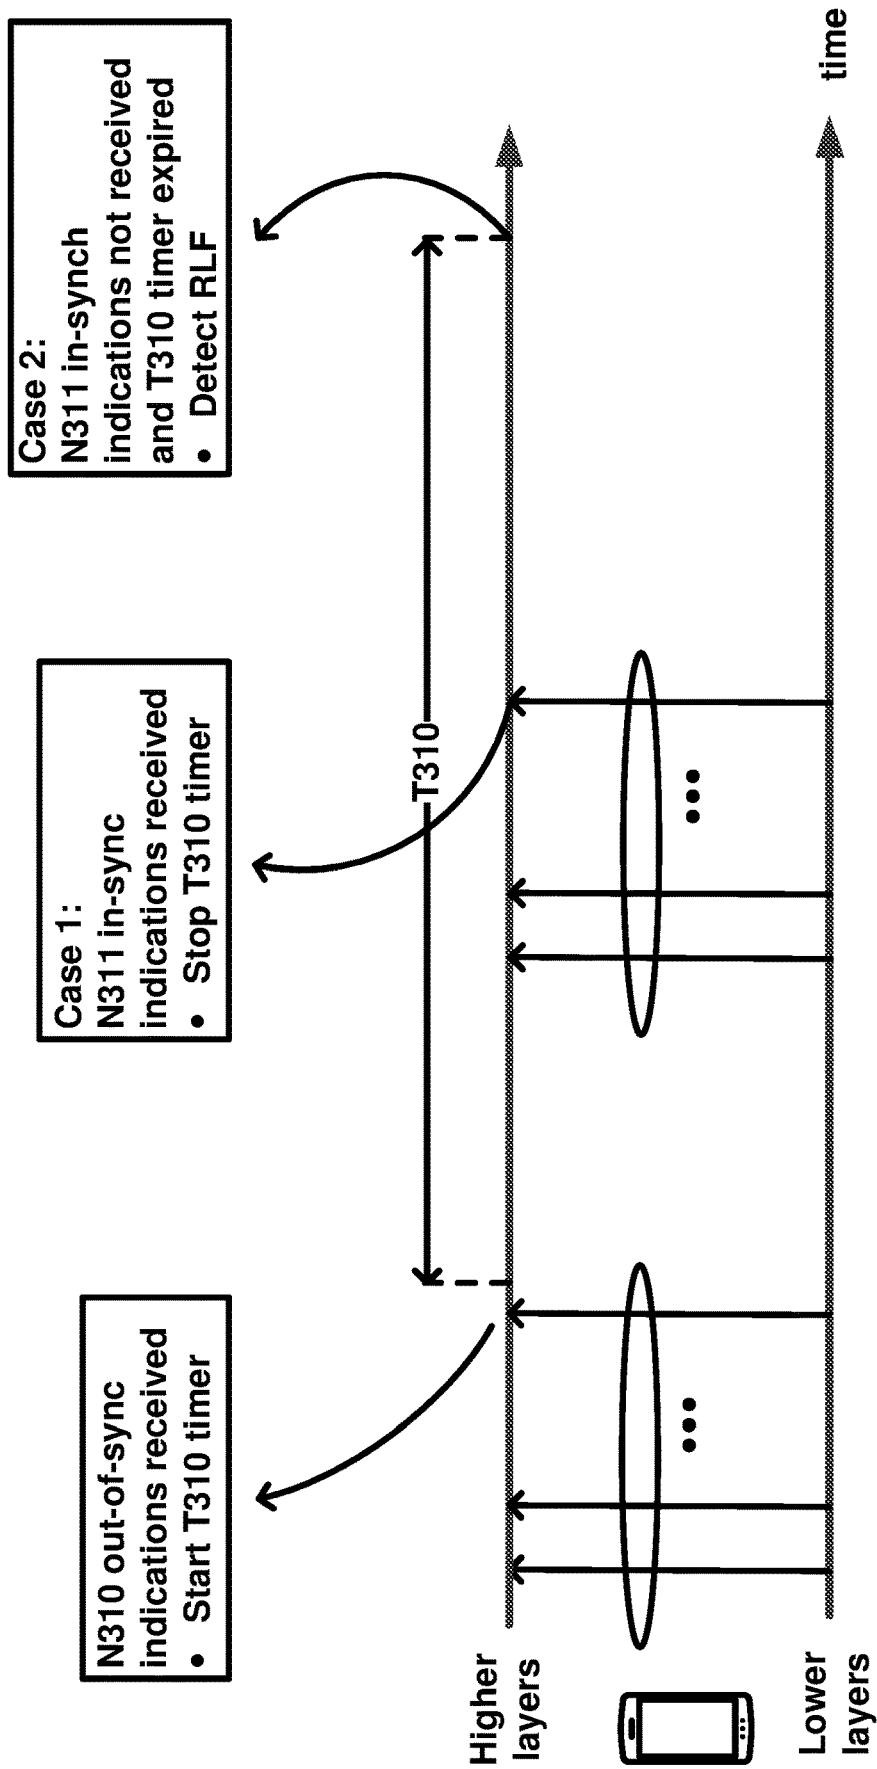 N310 out-of-sync
indications received
• Start T310 timer
Case 1:
N311 in-sync
indications received
• Stop T310 timer
Case 2:
N311 in-synch
indications not received
and T310 timer expired
• Detect RLF
T310
Higher
layers
Lower
layers
time